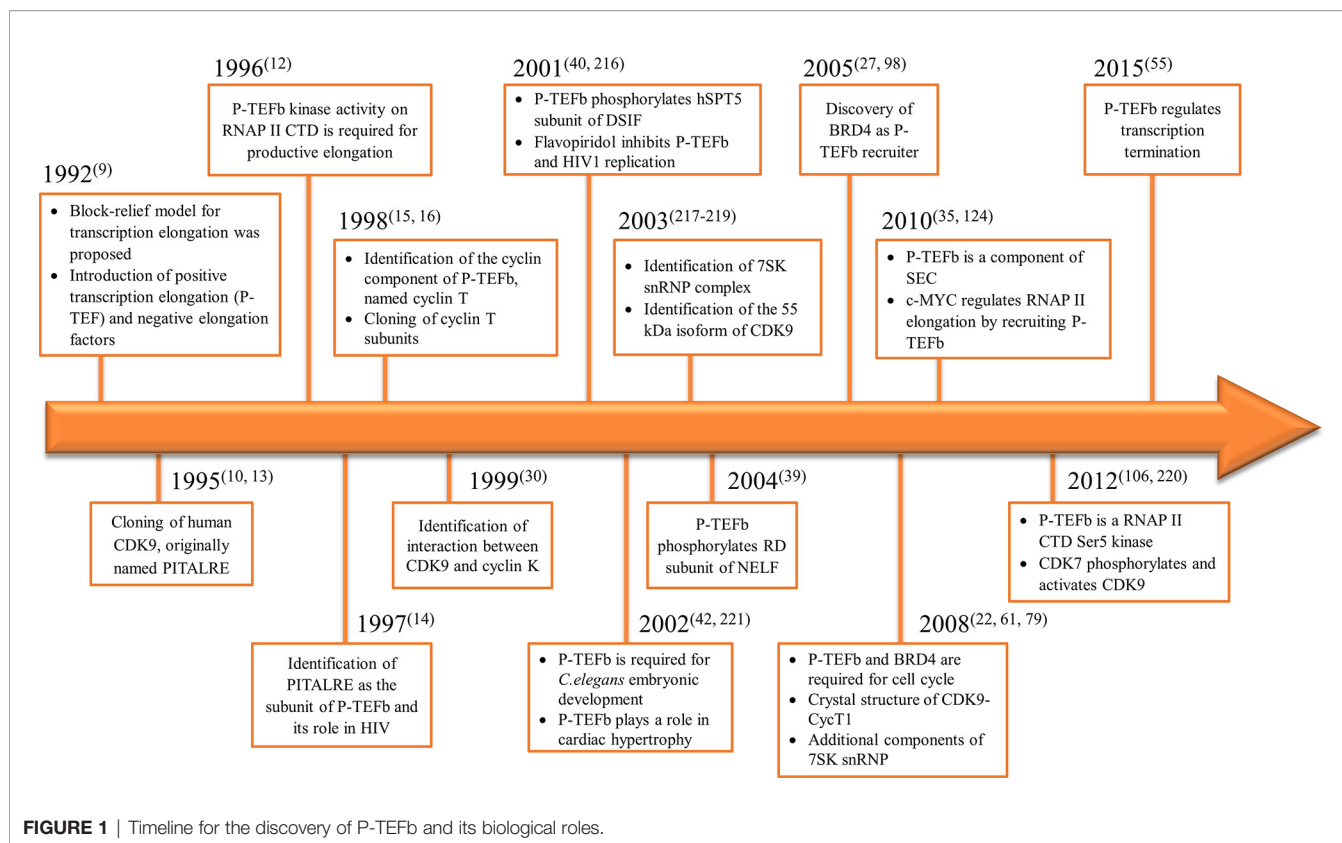 1992(9)
• Block-relief model for
transcription elongation was
proposed
• Introduction of positive
transcription elongation (P-
TEF) and negative elongation
factors
1996(12)
P-TEFb kinase activity on
RNAP II CTD is required for
productive elongation
1998(15, 16)
• Identification of the cyclin
component of P-TEFb,
named cyclin T
• Cloning of cyclin T
subunits
2001(40, 216)
• P-TEFb phosphorylates hSPT5
subunit of DSIF
• Flavopiridol inhibits P-TEFb
and HIV1 replication
2003(217-219)
• Identification of 7SK
snRNP complex
• Identification of the 55
kDa isoform of CDK9
2005(27, 98)
Discovery of
BRD4 as P-
TEFb recruiter
2010(35, 124)
• P-TEFb is a component of
SEC
• c-MYC regulates RNAP II
elongation by recruiting P-
TEFb
2015(55)
P-TEFb regulates
transcription
termination
1995(10, 13)
Cloning of human
CDK9, originally
named PITALRE
1997(14)
Identification of
PITALRE as the
subunit of P-TEFb and
its role in HIV
1999(30)
Identification of
interaction between
CDK9 and cyclin K
2002(42, 221)
• P-TEFb is required for
C.elegans embryonic
development
• P-TEFb plays a role in
cardiac hypertrophy
2004(39)
P-TEFb
phosphorylates RD
subunit of NELF
2008(22, 61, 79)
• P-TEFb and BRD4 are
required for cell cycle
• Crystal structure of CDK9-
CycT1
• Additional components of
7SK snRNP
2012(106, 220)
• P-TEFb is a RNAP II
CTD Ser5 kinase
• CDK7 phosphorylates and
activates CDK9
FIGURE 1 | Timeline for the discovery of P-TEFb and its biological roles.